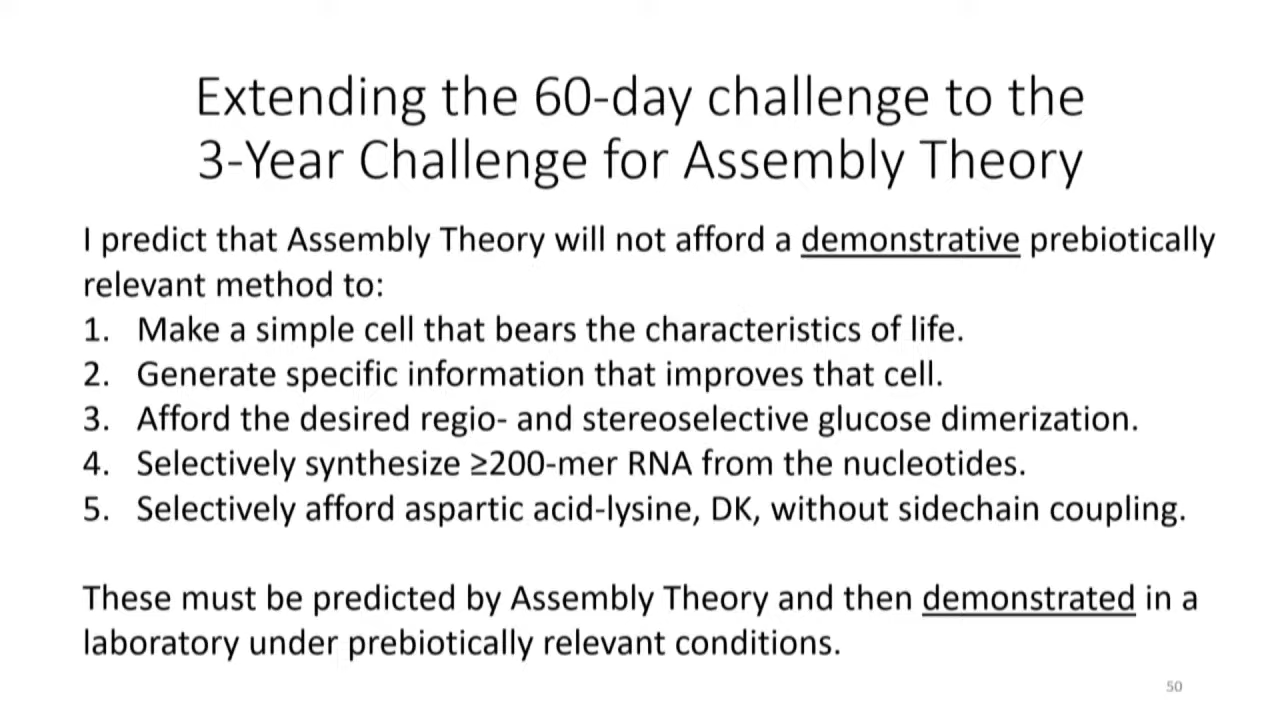 Extending the 60-day challenge to the
3-Year Challenge for Assembly Theory
I predict that Assembly Theory will not afford a demonstrative prebiotically
relevant method to:
1. Make a simple cell that bears the characteristics of life.
2. Generate specific information that improves that cell.
3. Afford the desired regio- and stereoselective glucose dimerization.
4. Selectively synthesize ≥200-mer RNA from the nucleotides.
5. Selectively afford aspartic acid-lysine, DK, without sidechain coupling.
These must be predicted by Assembly Theory and then demonstrated in a
laboratory under prebiotically relevant conditions.
50